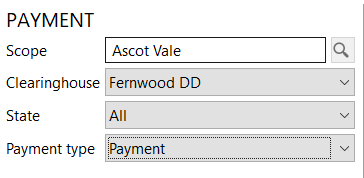 PAYMENT
Scope Ascot Vale
Clearinghouse Fernwood DD
State All
Payment type Payment